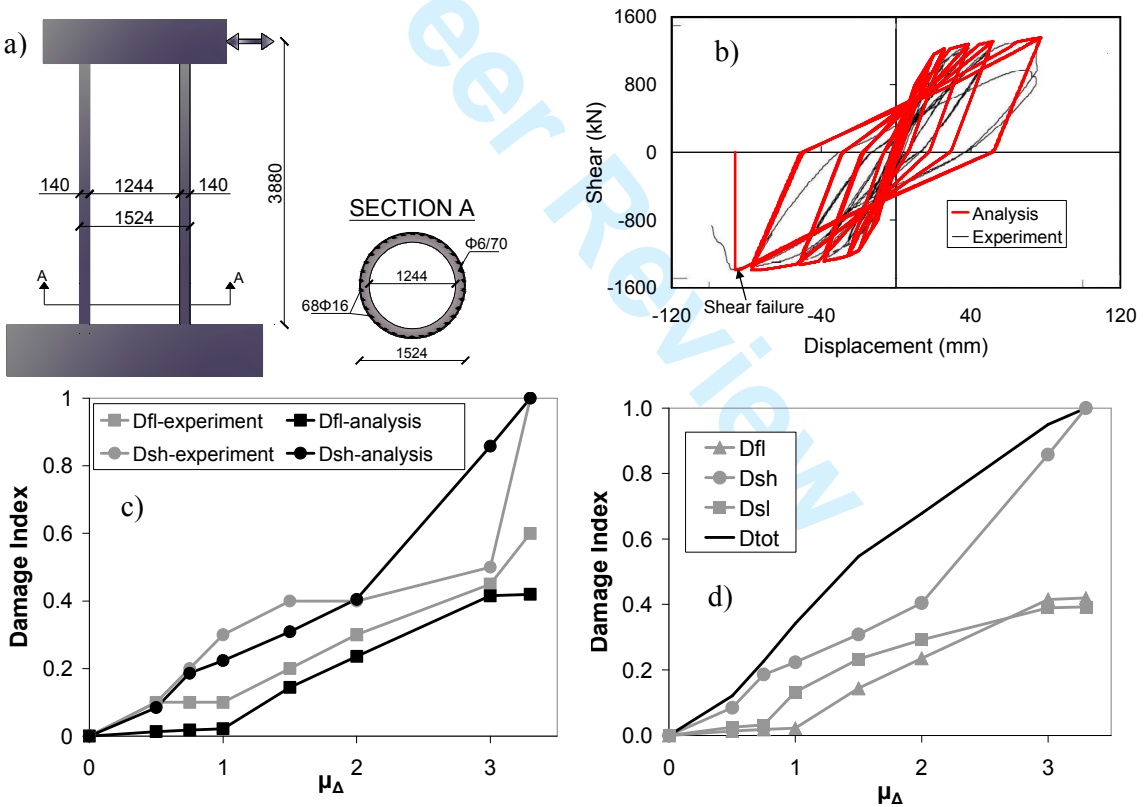 a)
140
1244
140
1524
3880
A
A
SECTION A
Φ6/70
1244
68Φ16
1524
b)
1600
800
0
-800
-1600
Shear (kN)
Analysis
Experiment
Shear failure
-120
-40
40
120
Displacement (mm)
eer Review
1
0.8
0.6
0.4
0.2
0
Damage Index
Dfl-experiment
Dfl-analysis
Dsh-experiment
Dsh-analysis
c)
0
1
2
3
μΔ
1.0
0.8
0.6
0.4
0.2
0.0
Damage Index
Dfl
Dsh
Dsl
Dtot
d)
0
1
2
3
μΔ